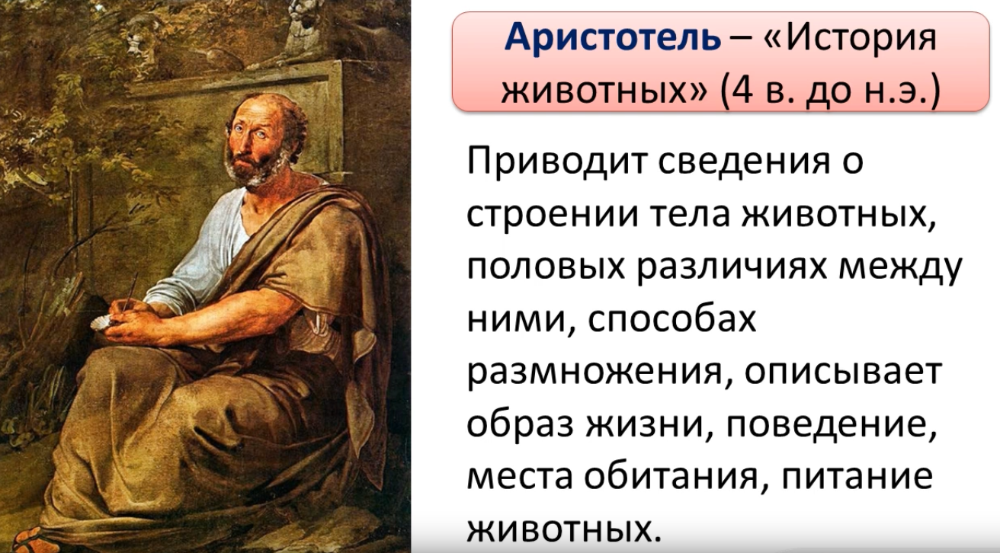 Аристотель – «История
животных» (4 в. до н.э.)
Приводит сведения о
строении тела животных,
половых различиях между
ними, способах
размножения, описывает
образ жизни, поведение,
места обитания, питание
животных.